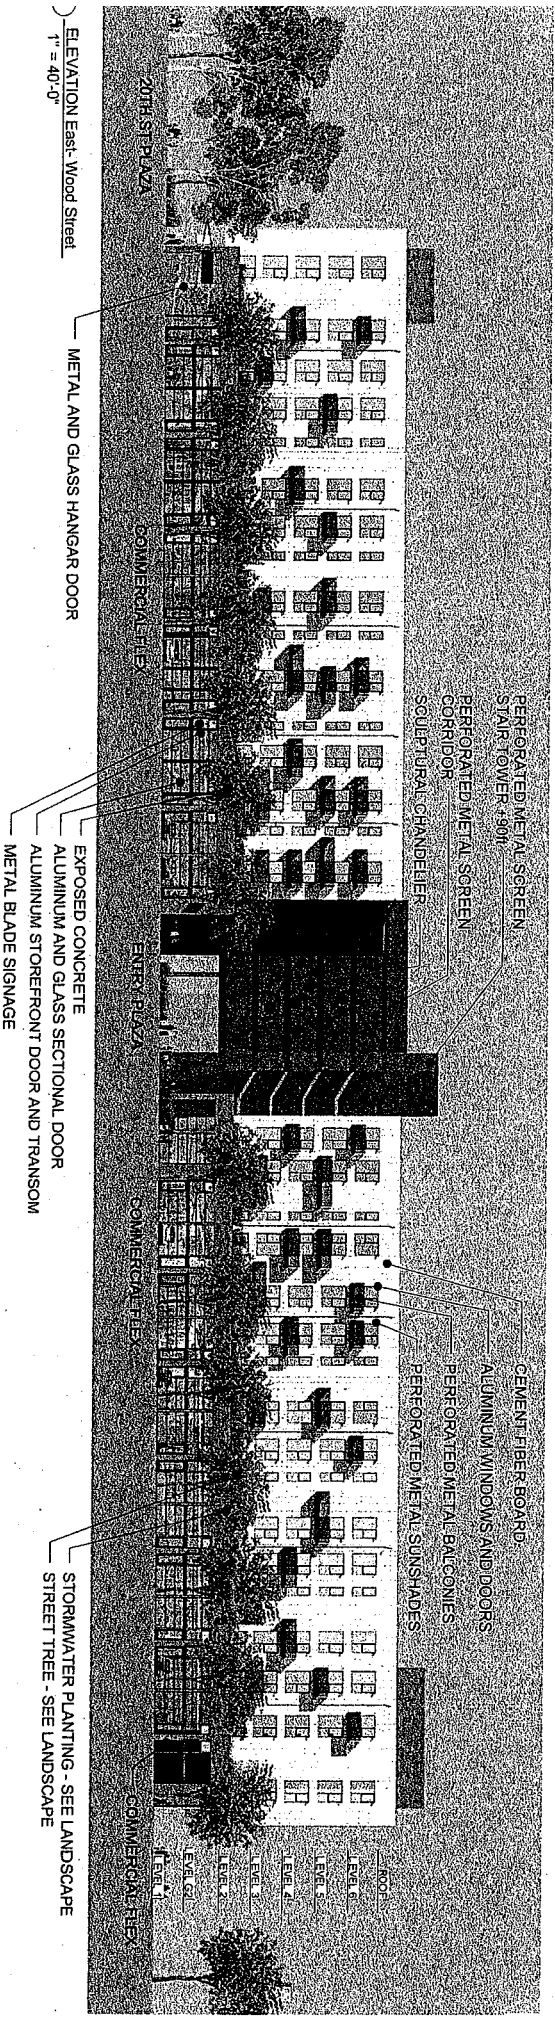 PERFORATED METAL SCREEN
STAIR TOWER +90ft
PERFORATED METAL SCREEN
CORRIDOR
SCULPTURAL CHANDELIER
CEMENT FIBER BOARD
ALUMINUM WINDOWS AND DOORS
PERFORATED METAL BALCONIES
PERFORATED METAL SUNSHADES
ROOF
LEVEL 6
LEVEL 5
LEVEL 4
LEVEL 3
LEVEL 2
LEVEL G2
LEVEL 1
20TH ST PLAZA
COMMERCIAL FLEX
ENTRY PLAZA
COMMERCIAL FLEX
COMMERCIAL FLEX
METAL AND GLASS HANGAR DOOR
EXPOSED CONCRETE
ALUMINUM AND GLASS SECTIONAL DOOR
ALUMINUM STOREFRONT DOOR AND TRANSOM
METAL BLADE SIGNAGE
STORMWATER PLANTING - SEE LANDSCAPE
STREET TREE - SEE LANDSCAPE
ELEVATION East- Wood Street
1" = 40'-0"